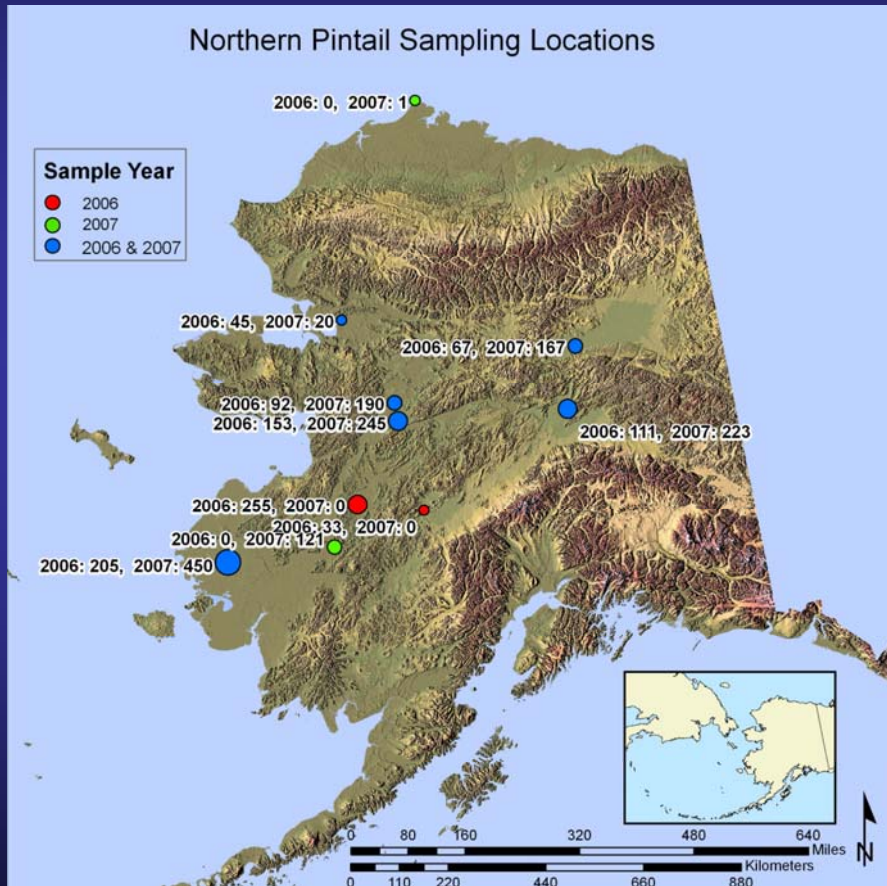 Northern Pintail Sampling Locations
2006: 0, 2007: 1
Sample Year
2006
2007
2006 & 2007
2006: 45, 2007: 20
2006: 67, 2007: 167
2006: 92, 2007: 190
2006: 153, 2007: 245
2006: 111, 2007: 223
2006: 255, 2007: 0
2006: 33, 2007: 0
2006: 0, 2007: 121
2006: 205, 2007: 450
0 80 160 320 480 640
Miles
N
Kilometers
0 110 220 440 660 880